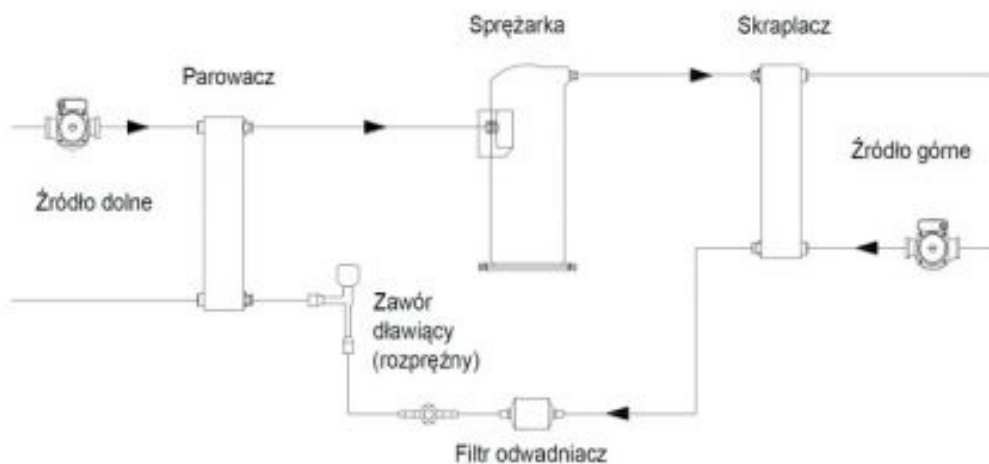 Sprężarka
Skraplacz
Parowacz
Źródło górne
Źródło dolne
Zawór
dławiący
(rozprężny)
Filtr odwadniacz